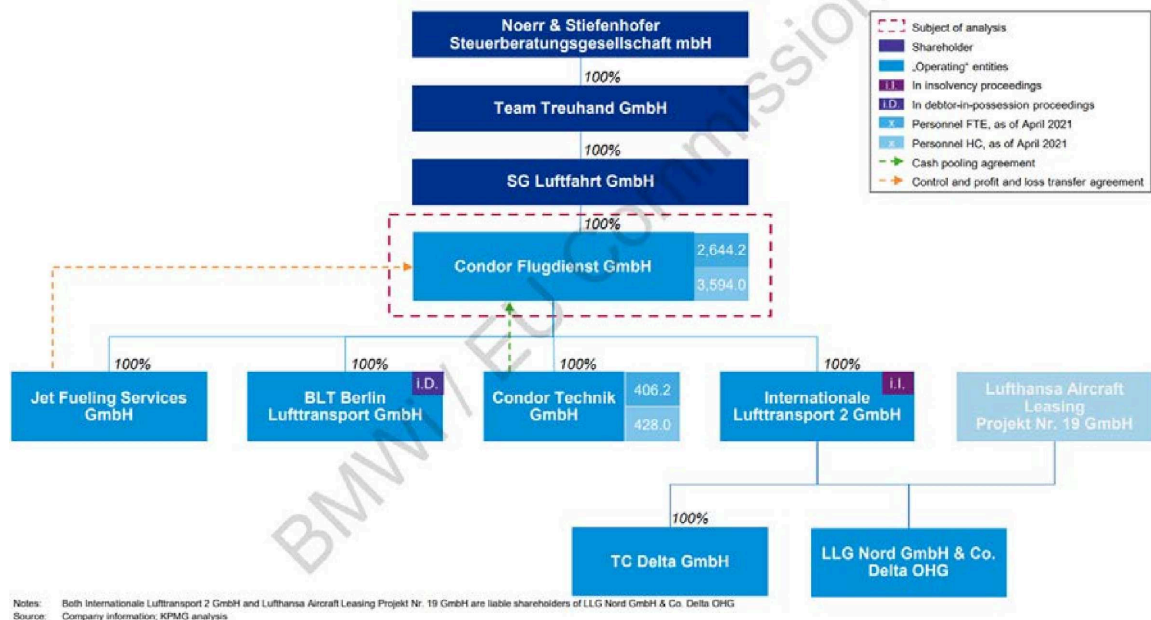 Noerr & Stiefenhofer
Steuerberatungsgesellschaft mbH
100%
Team Treuhand GmbH
100%
SG Luftfahrt GmbH
100%
Condor Flugdienst GmbH
2,644.2
3,594.0
Subject of analysis
Shareholder
„Operating“ entities
i.I. In insolvency proceedings
i.D. In debtor-in-possession proceedings
x Personnel FTE, as of April 2021
x Personnel HC, as of April 2021
Cash pooling agreement
Control and profit and loss transfer agreement
100%
Jet Fueling Services
GmbH
100%
i.D.
BLT Berlin
Lufttransport GmbH
100%
Condor Technik
GmbH
406.2
428.0
100%
i.I.
Internationale
Lufttransport 2 GmbH
Lufthansa Aircraft
Leasing
Projekt Nr. 19 GmbH
100%
TC Delta GmbH
LLG Nord GmbH & Co.
Delta OHG
BMWi / EU Commission
Notes: Both Internationale Lufttransport 2 GmbH and Lufthansa Aircraft Leasing Projekt Nr. 19 GmbH are liable shareholders of LLG Nord GmbH & Co. Delta OHG
Source: Company information; KPMG analysis